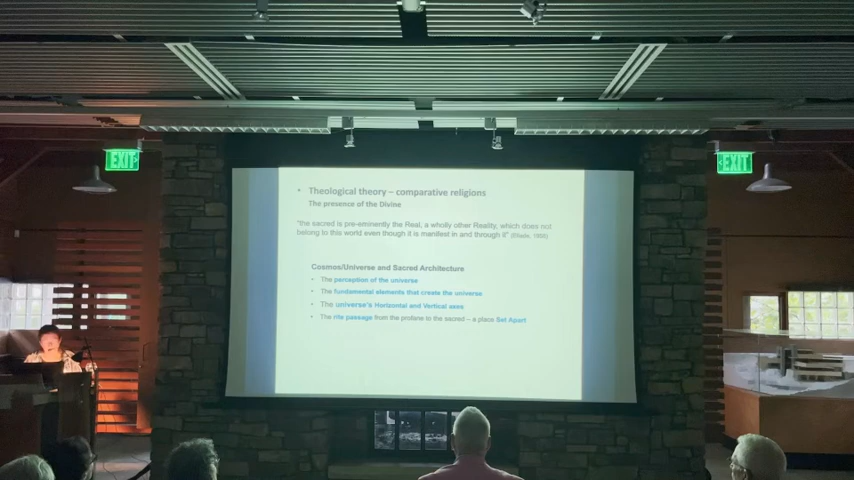 EXIT
EXIT
• Theological theory – comparative religions
The presence of the Divine
"the sacred is pre-eminently the Real, a wholly other Reality, which does not
belong to this world even though it is manifest in and through it"
Cosmos/Universe and Sacred Architecture
• The perception of the universe
• The fundamental elements that create the universe
• The universe's Horizontal and Vertical axes
• The rite passage from the profane to the sacred – a place Set Apart